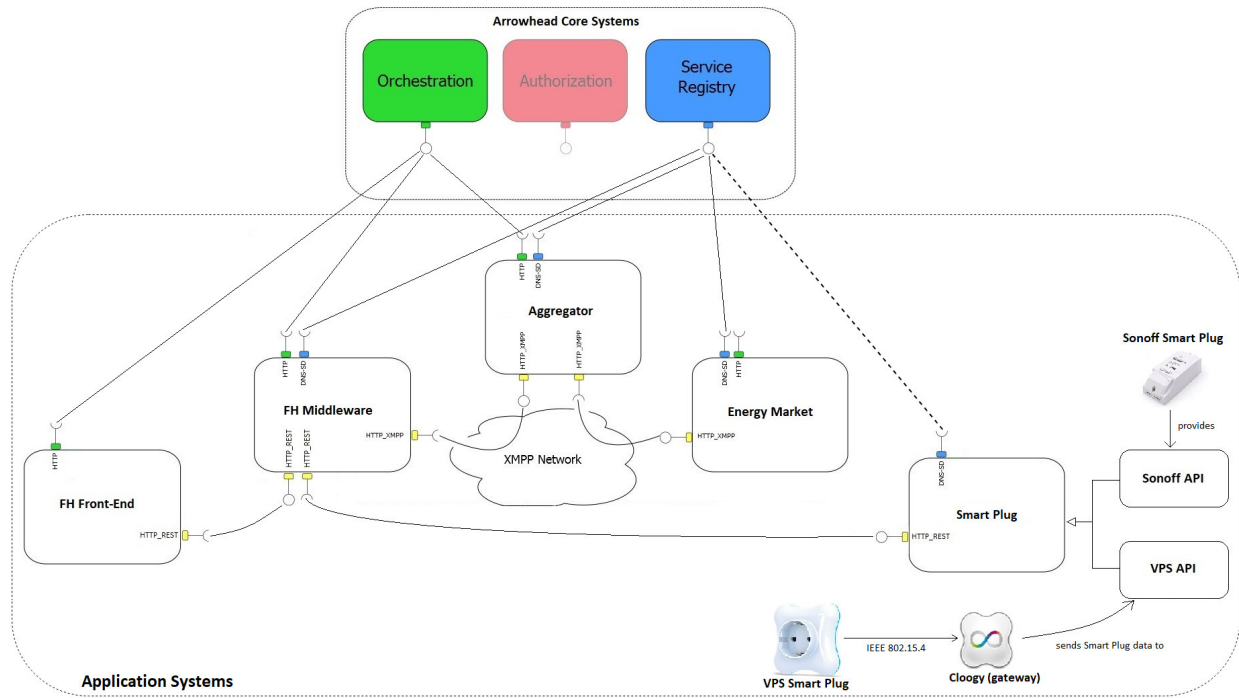 Arrowhead Core Systems
Orchestration
Authorization
Service
Registry
HTTP
DNS-SD
Aggregator
HTTP_XMPP
HTTP_XMPP
HTTP
DNS-SD
FH Middleware
HTTP_REST
HTTP_REST
HTTP_XMPP
XMPP Network
DNS-SD
HTTP
Energy Market
HTTP_XMPP
Sonoff Smart Plug
provides
HTTP
FH Front-End
HTTP_REST
DNS-SD
Smart Plug
HTTP_REST
Sonoff API
VPS API
VPS Smart Plug
IEEE 802.15.4
Cloogy (gateway)
sends Smart Plug data to
Application Systems